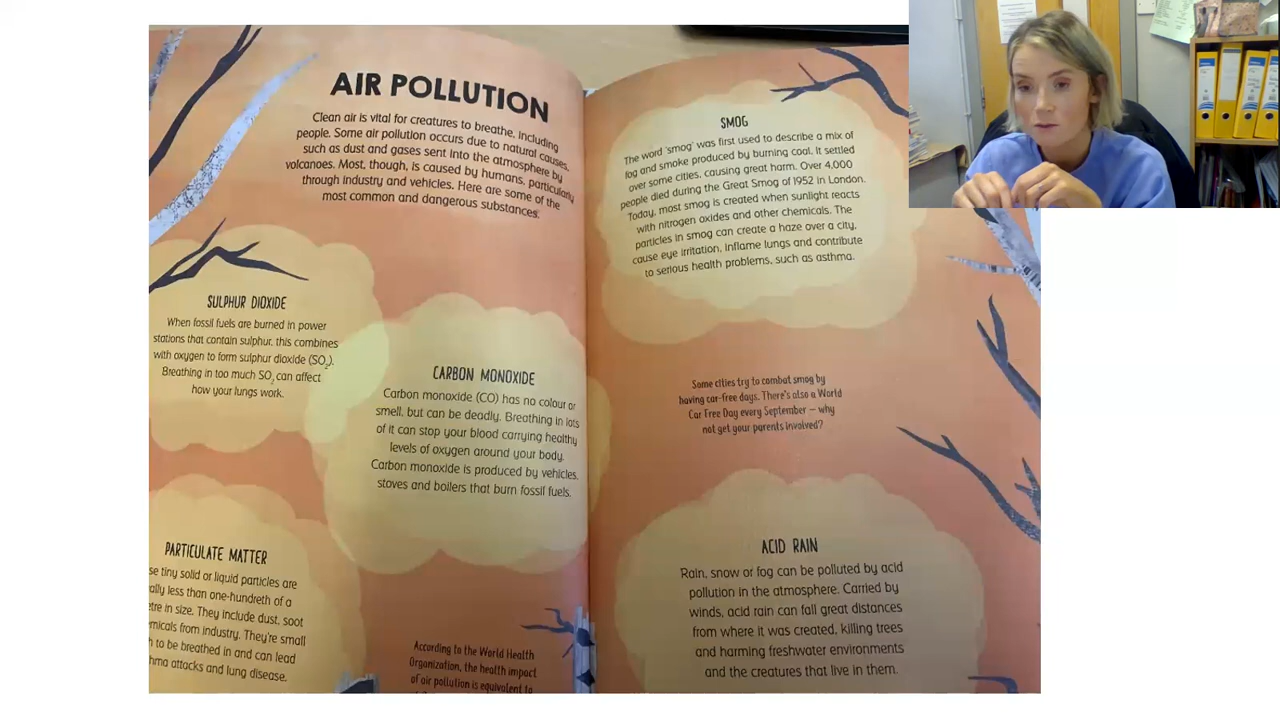 AIR POLLUTION
Clean air is vital for creatures to breathe, including
people. Some air pollution occurs due to natural causes,
such as dust and gases sent into the atmosphere by
volcanoes. Most, though, is caused by humans, particularly
through industry and vehicles. Here are some of the
most common and dangerous substances.
SULPHUR DIOXIDE
When fossil fuels are burned in power
stations that contain sulphur, this combines
with oxygen to form sulphur dioxide (SO₂).
Breathing in too much SO₂ can affect
how your lungs work.
CARBON MONOXIDE
Carbon monoxide (CO) has no colour or
smell, but can be deadly. Breathing in lots
of it can stop your blood carrying healthy
levels of oxygen around your body.
Carbon monoxide is produced by vehicles,
stoves and boilers that burn fossil fuels.
PARTICULATE MATTER
se tiny solid or liquid particles are
ally less than one-hundreth of a
etre in size. They include dust, soot
emicals from industry. They're small
h to be breathed in and can lead
hma attacks and lung disease.
According to the World Health
Organization, the health impact
of air pollution is equivalent to
SMOG
The word 'smog' was first used to describe a mix of
fog and smoke produced by burning coal. It settled
over some cities, causing great harm. Over 4,000
people died during the Great Smog of 1952 in London.
Today, most smog is created when sunlight reacts
with nitrogen oxides and other chemicals. The
particles in smog can create a haze over a city,
cause eye irritation, inflame lungs and contribute
to serious health problems, such as asthma.
Some cities try to combat smog by
having car-free days. There's also a World
Car Free Day every September – why
not get your parents involved?
ACID RAIN
Rain, snow or fog can be polluted by acid
pollution in the atmosphere. Carried by
winds, acid rain can fall great distances
from where it was created, killing trees
and harming freshwater environments
and the creatures that live in them.